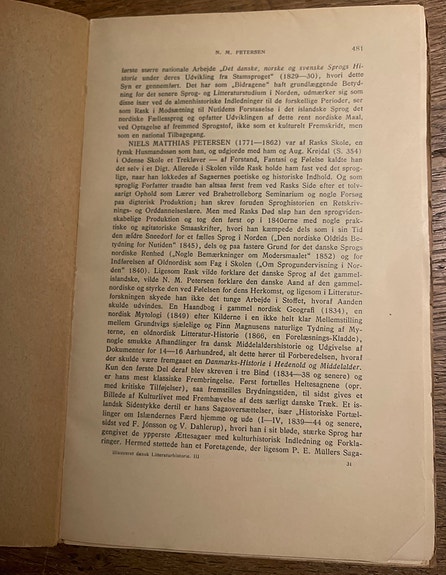 N. M. PETERSEN 481
første større nationale Arbejde „Det danske, norske og svenske Sprogs Hi-
storie under deres Udvikling fra Stamsproget" (1829—30), hvori dette
Syn er gennemført. Det har som „Bidragene" haft grundlæggende Betyd-
ning for det senere Sprog- og Litteraturstudium i Norden, udmærker sig som
disse især ved de almenhistoriske Indledninger til de forskellige Perioder, ser
som Rask i Modsætning til Nutidens Forstaaelse i det islandske Sprog det
nordiske Fællessprog og opfatter Udviklingen af dette rent nordiske Maal,
ved Optagelse af fremmed Sprogstof, ikke som et kulturelt Fremskridt, men
som en national Tilbagegang.
NIELS MATTHIAS PETERSEN (1771—1862) var af Rasks Skole, en
fynsk Husmandssøn som han, og udgjorde med ham og Aug. Krejdal (S. 354)
i Odense Skole et Trekløver — af Forstand, Fantasi og Følelse kaldte han
det selv i et Digt. Allerede i Skolen vilde Rask holde ham fast ved det sprog-
lige, naar han lokkedes hen af Sagaernes poetiske og historiske Indhold. Og som
sproglig Forfatter maatte han altsaa først frem ved Rasks Side efter et tolv-
aarigt Ophold som Lærer ved Brahetrolleborg Seminarium og nogle Forsøg
paa digterisk Produktion; han skrev foruden Sproghistorien en Retskriv-
nings- og Orddannelseslære. Men med Rasks Død slap han den sprogviden-
skabelige Produktion og tog den først op i 1840erne med nogle prak-
tiske og agitatoriske Smaaskrifter, hvori han kæmpede dels som i sin Tid
den ældre Sneedorf for et fælles Sprog i Norden („Den nordiske Oldtids Be-
tydning for Nutiden" 1845), dels og paa fastere Grund for det danske Sprogs
nordiske Renhed („Nogle Bemærkninger om Modersmaalet" 1852) og for
Indførelsen af Oldnordisk som Fag i Skolen („Om Sprogundervisning i Nor-
den" 1840). Ligesom Rask vilde forklare det danske Sprog af det gammel-
islandske, vilde N. M. Petersen forklare den danske Aand af den gammel-
nordiske og styrke den ved Følelsen for dens Herkomst, og ligesom i Litteratur-
forskningen skyede han ikke det tunge Arbejde i Stoffet, hvoraf Aanden
skulde udvindes. En Haandbog i gammel nordisk Geografi (1834), en
nordisk Mytologi (1849) efter Kilderne i en ikke helt klar Mellemstilling
mellem Grundtvigs sjælelige og Finn Magnusens naturlige Tydning af My-
terne, en oldnordisk Litteratur-Historie (1866, en Forelæsnings-Kladde),
nogle smukke Afhandlinger fra dansk Middelaldershistorie og Udgivelse af
Dokumenter for 14—16 Aarhundred, alt dette hører til Forberedelsen, hvoraf
der skulde være fremgaaet en Danmarks-Historie i Hedenold og Middelalder.
Kun den første Del deraf blev skreven i tre Bind (1834—38 og senere) og
er hans mest klassiske Frembringelse. Først fortælles Heltesagnene (opr.
med kritiske Tilføjelser), saa fremstilles Brydningstiden, til sidst gives et
Billede af Kulturlivet med Fremhævelse af dets særligt danske Træk. Et is-
landsk Sidestykke dertil er hans Sagaoversættelser, især „Historiske Fortæl-
linger om Islændernes Færd hjemme og ude (I—IV, 1839—44 og senere,
sidst ved F. Jónsson og V. Dahlerup), hvori han i sit bløde, stærke Sprog har
gengivet de ypperste Ættesagaer med kulturhistorisk Indledning og Forkla-
ringer. Hermed støttede han et Foretagende, der ligesom P. E. Müllers Saga-
Illustreret dansk Litteraturhistorie. III 31